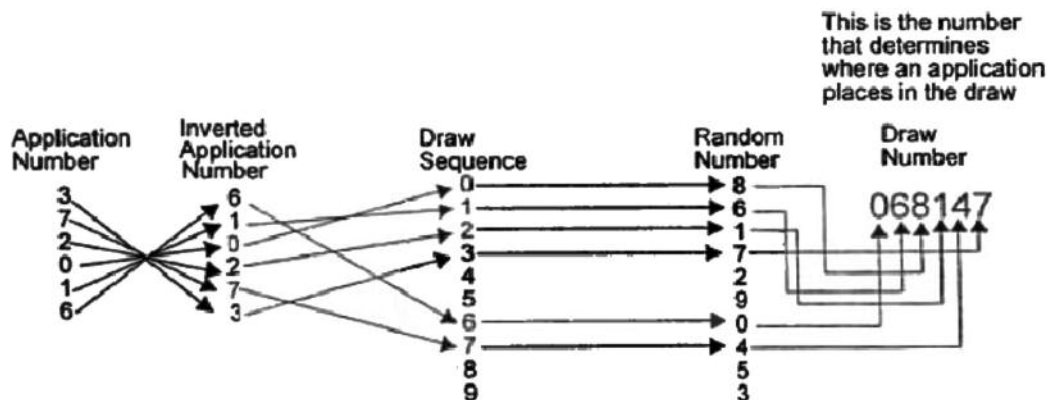 This is the number
that determines
where an application
places in the draw
Application
Number
3
7
2
0
1
6
Inverted
Application
Number
6
1
0
2
7
3
Draw
Sequence
0
1
2
3
4
5
6
7
8
9
Random
Number
8
6
1
7
2
9
0
4
5
3
Draw
Number
068147